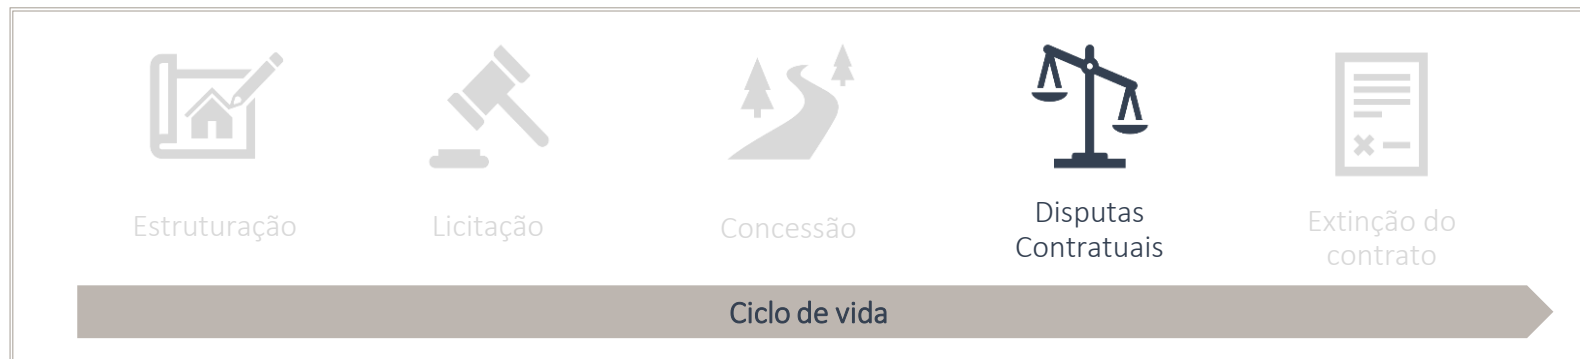 Estruturação
Licitação
Concessão
Disputas
Contratuais
Extinção do
contrato
Ciclo de vida